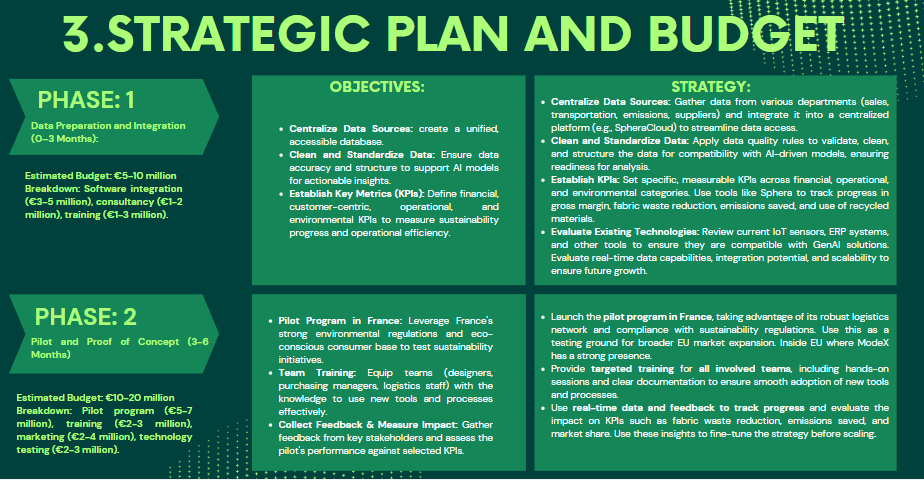 3.STRATEGIC PLAN AND BUDGET
PHASE: 1
Data Preparation and Integration
(0–3 Months):
Estimated Budget: €5-10 million
Breakdown: Software integration
(€3-5 million), consultancy (€1-2
million), training (€1-3 million).
OBJECTIVES:
• Centralize Data Sources: create a unified,
accessible database.
• Clean and Standardize Data: Ensure data
accuracy and structure to support AI models
for actionable insights.
• Establish Key Metrics (KPIs): Define financial,
customer-centric, operational, and
environmental KPIs to measure sustainability
progress and operational efficiency.
STRATEGY:
• Centralize Data Sources: Gather data from various departments (sales,
transportation, emissions, suppliers) and integrate it into a centralized
platform (e.g., SpheraCloud) to streamline data access.
• Clean and Standardize Data: Apply data quality rules to validate, clean,
and structure the data for compatibility with AI-driven models, ensuring
readiness for analysis.
• Establish KPIs: Set specific, measurable KPIs across financial, operational,
and environmental categories. Use tools like Sphera to track progress in
gross margin, fabric waste reduction, emissions saved, and use of recycled
materials.
• Evaluate Existing Technologies: Review current IoT sensors, ERP systems,
and other tools to ensure they are compatible with GenAI solutions.
Evaluate real-time data capabilities, integration potential, and scalability to
ensure future growth.
PHASE: 2
Pilot and Proof of Concept (3-6
Months)
Estimated Budget: €10-20 million
Breakdown: Pilot program (€5-7
million), training (€2-3 million),
marketing (€2-4 million), technology
testing (€2-3 million).
• Pilot Program in France: Leverage France's
strong environmental regulations and eco-
conscious consumer base to test sustainability
initiatives.
• Team Training: Equip teams (designers,
purchasing managers, logistics staff) with the
knowledge to use new tools and processes
effectively.
• Collect Feedback & Measure Impact: Gather
feedback from key stakeholders and assess the
pilot's performance against selected KPIs.
• Launch the pilot program in France, taking advantage of its robust logistics
network and compliance with sustainability regulations. Use this as a
testing ground for broader EU market expansion. Inside EU where ModeX
has a strong presence.
• Provide targeted training for all involved teams, including hands-on
sessions and clear documentation to ensure smooth adoption of new tools
and processes.
• Use real-time data and feedback to track progress and evaluate the
impact on KPIs such as fabric waste reduction, emissions saved, and
market share. Use these insights to fine-tune the strategy before scaling.